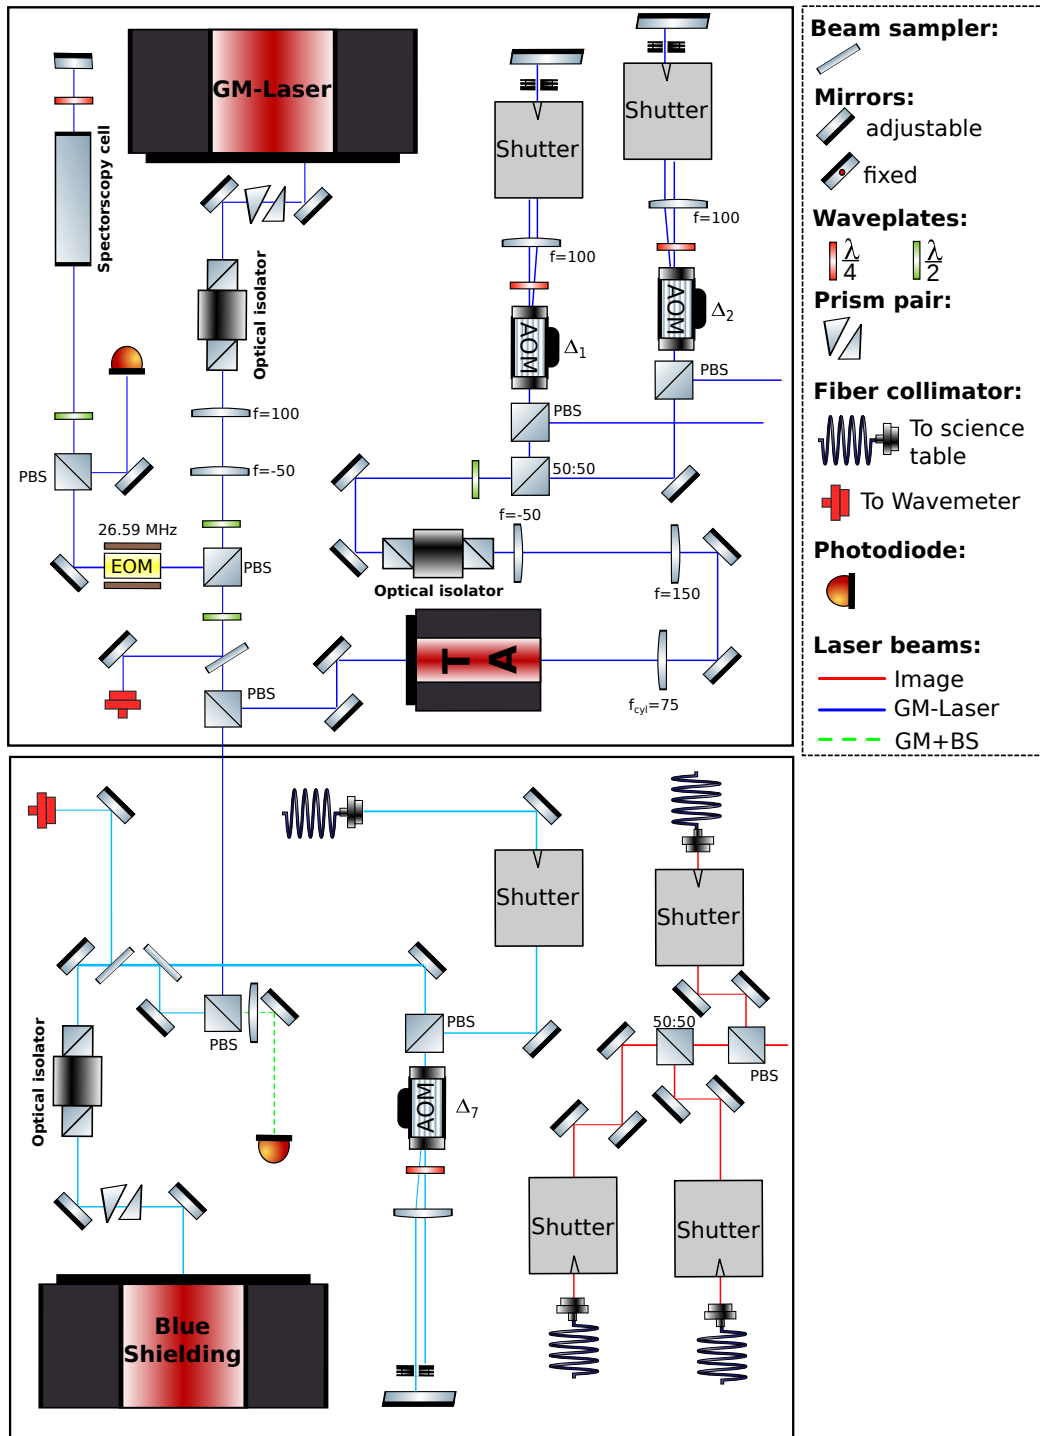 GM-Laser
Shutter
Shutter
Spectorscopy cell
Optical isolator
f=100
f=100
AOM
Δ1
AOM
Δ2
PBS
PBS
f=100
f=-50
PBS
50:50
26.59 MHz
EOM
PBS
f=-50
Optical isolator
f=150
TA
fcyl=75
PBS
Shutter
Shutter
Optical isolator
PBS
PBS
AOM
Δ7
50:50
PBS
Shutter
Shutter
Blue
Shielding
Beam sampler:
Mirrors:
adjustable
fixed
Waveplates:
λ/4
λ/2
Prism pair:
Fiber collimator:
To science
table
To Wavemeter
Photodiode:
Laser beams:
Image
GM-Laser
GM+BS